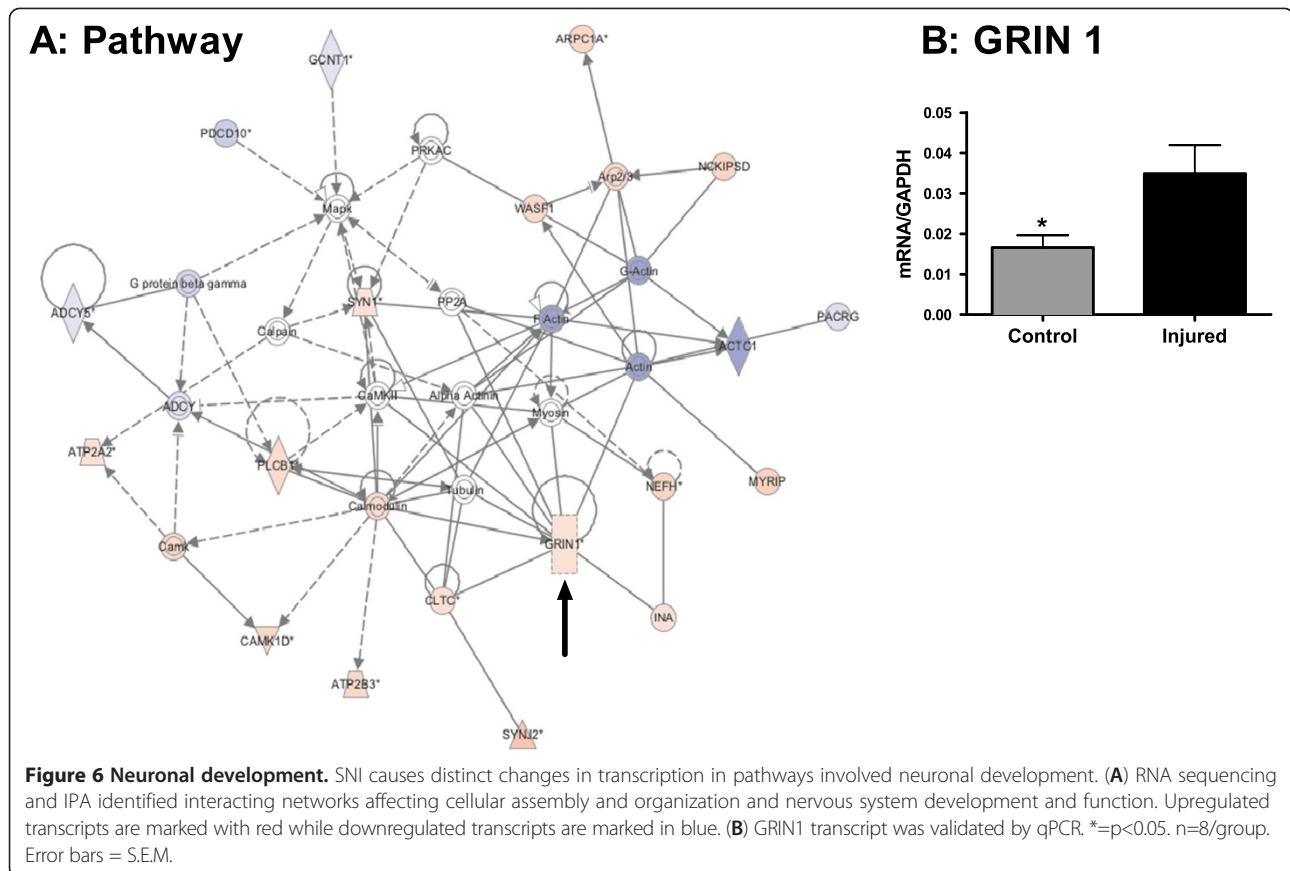 A: Pathway
B: GRIN 1
GCNT1*
ARPC1A*
PDCD10*
PRKAC
Arp2/3
NCKIPSD
Mapk
WASF1
G protein beta gamma
G-Actin
ADCY5*
SYN1*
PP2A
F Actin
PACRG
Calpain
ACTC1
Actin
ADCY
CaMKII
Alpha Actinin
Myosin
ATP2A2*
PLCB1*
Tubulin
NEFH*
MYRIP
Calmodulin
Camk
GRIN1*
CLTC*
INA
CAMK1D*
ATP2B3*
SYNJ2*
mRNA/GAPDH
0.05
0.04
0.03
0.02
0.01
0.00
*
Control Injured
Figure 6 Neuronal development. SNI causes distinct changes in transcription in pathways involved neuronal development. (A) RNA sequencing
and IPA identified interacting networks affecting cellular assembly and organization and nervous system development and function. Upregulated
transcripts are marked with red while downregulated transcripts are marked in blue. (B) GRIN1 transcript was validated by qPCR. *=p<0.05. n=8/group.
Error bars = S.E.M.